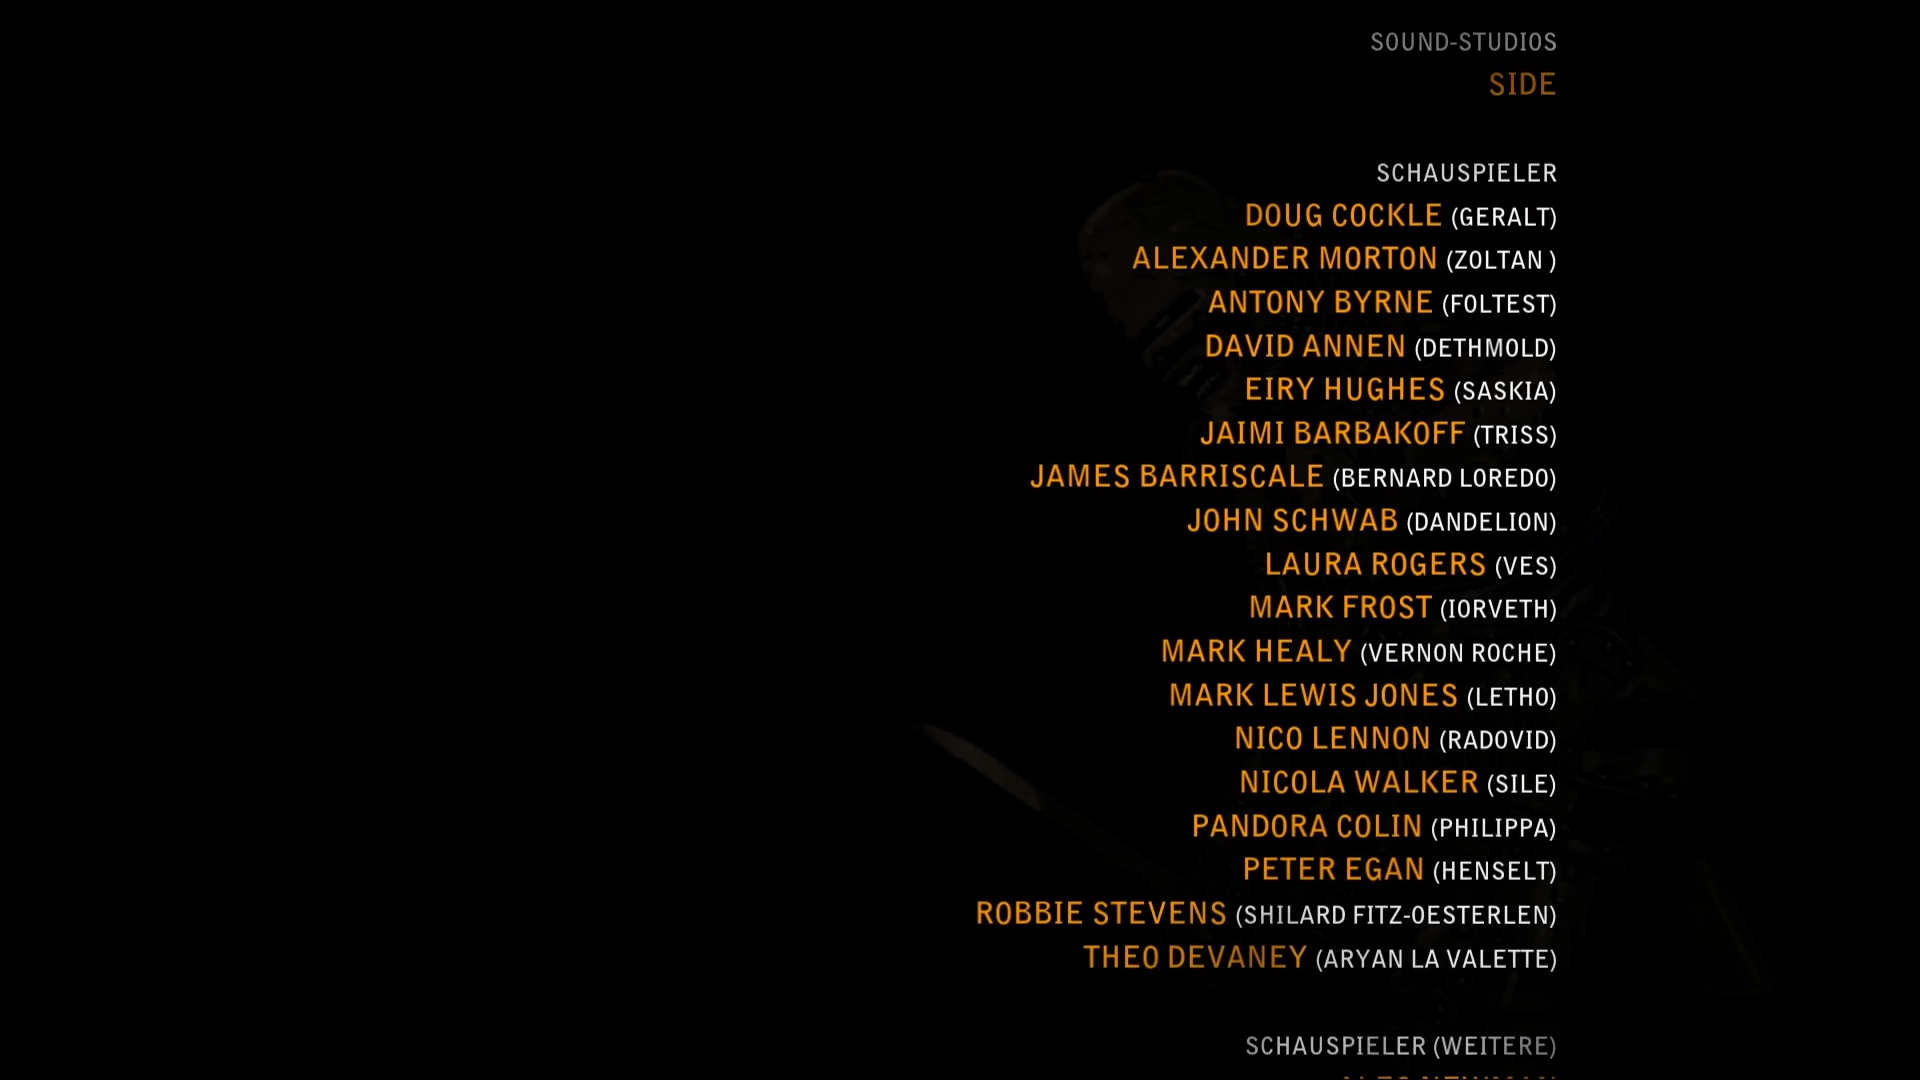 SOUND-STUDIOS
SIDE
SCHAUSPIELER
DOUG COCKLE (GERALT)
ALEXANDER MORTON (ZOLTAN )
ANTONY BYRNE (FOLTEST)
DAVID ANNEN (DETHMOLD)
EIRY HUGHES (SASKIA)
JAIMI BARBAKOFF (TRISS)
JAMES BARRISCALE (BERNARD LOREDO)
JOHN SCHWAB (DANDELION)
LAURA ROGERS (VES)
MARK FROST (IORVETH)
MARK HEALY (VERNON ROCHE)
MARK LEWIS JONES (LETHO)
NICO LENNON (RADOVID)
NICOLA WALKER (SILE)
PANDORA COLIN (PHILIPPA)
PETER EGAN (HENSELT)
ROBBIE STEVENS (SHILARD FITZ-OESTERLEN)
THEO DEVANEY (ARYAN LA VALETTE)
SCHAUSPIELER (WEITERE)